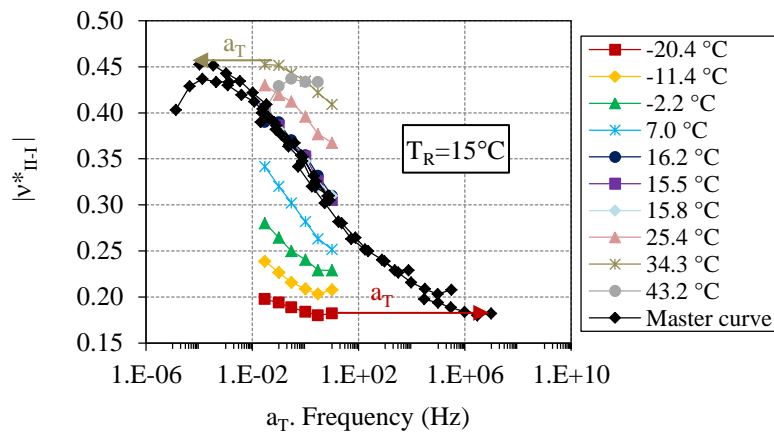 0.50
0.45
0.40
0.35
0.30
0.25
0.20
0.15
|ν*II-I|
aT
TR=15°C
aT
1.E-06
1.E-02
1.E+02
1.E+06
1.E+10
aT. Frequency (Hz)
-20.4 °C
-11.4 °C
-2.2 °C
7.0 °C
16.2 °C
15.5 °C
15.8 °C
25.4 °C
34.3 °C
43.2 °C
Master curve